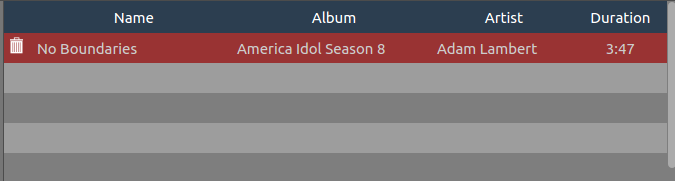 Name Album Artist Duration
No Boundaries America Idol Season 8 Adam Lambert 3:47